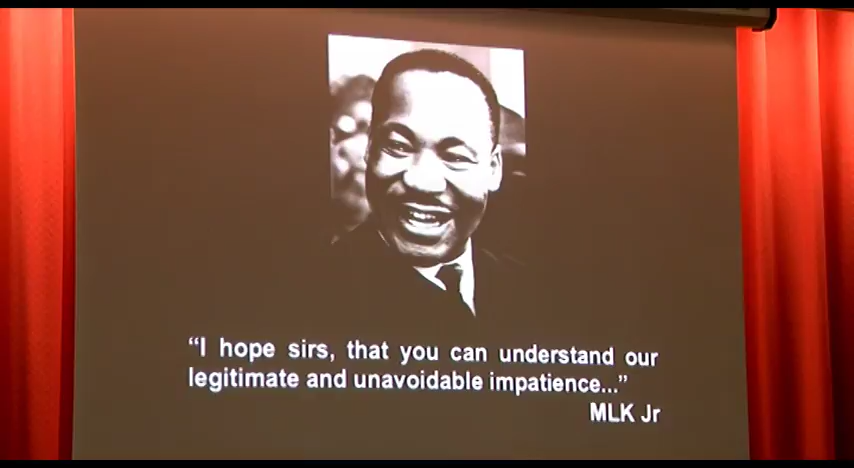 “I hope sirs, that you can understand our
legitimate and unavoidable impatience...”
MLK Jr